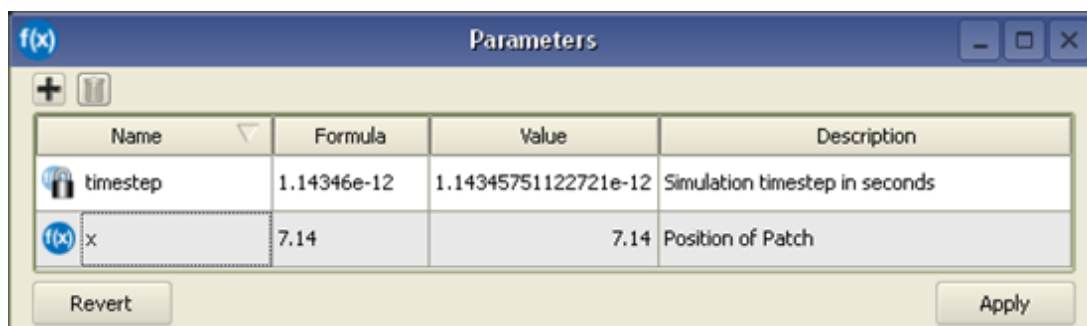 f(x) Parameters
Name Formula Value Description
timestep 1.14346e-12 1.14345751122721e-12 Simulation timestep in seconds
f(x) x 7.14 7.14 Position of Patch
Revert Apply